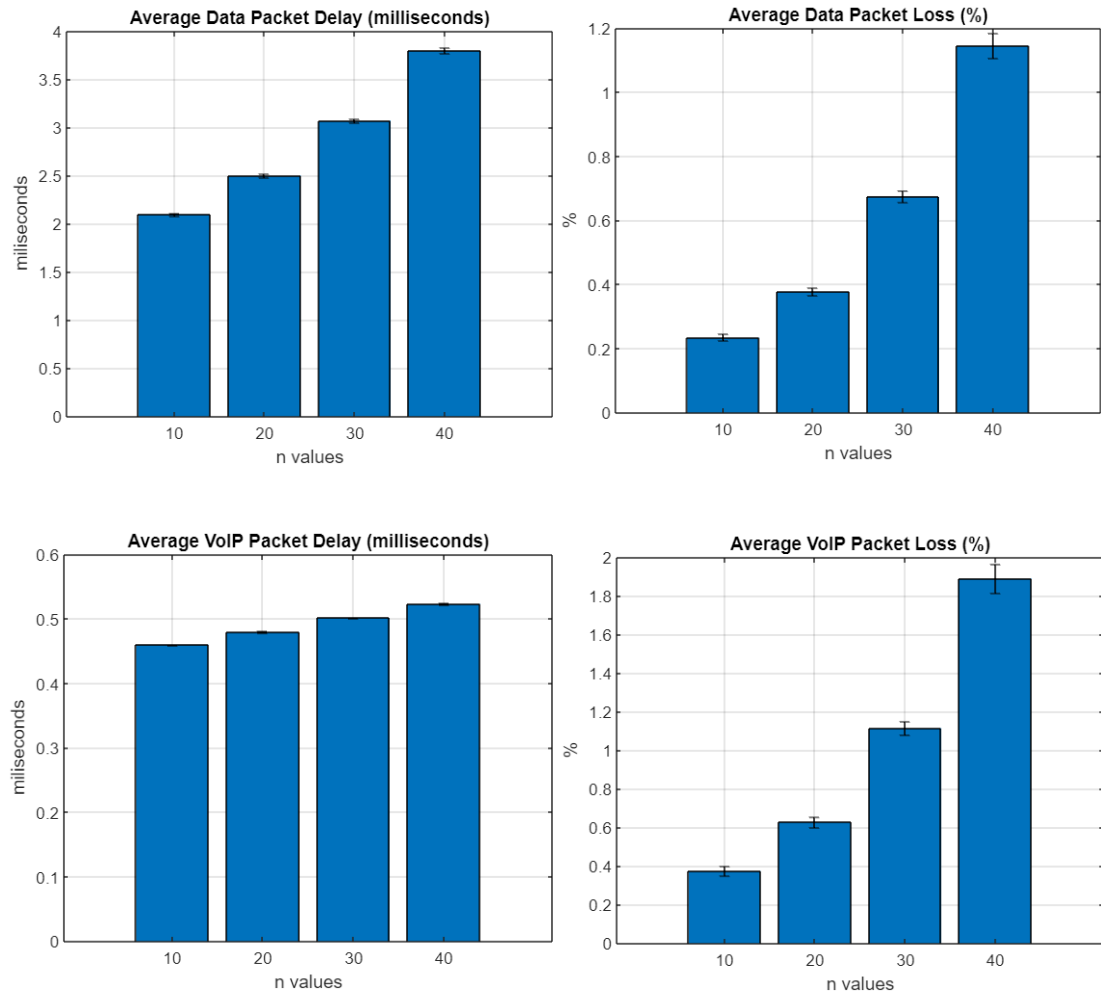 Average Data Packet Delay (milliseconds)
4
3.5
3
2.5
2
1.5
1
0.5
0
miliseconds
10 20 30 40
n values
Average Data Packet Loss (%)
1.2
1
0.8
0.6
0.4
0.2
0
%
10 20 30 40
n values
Average VoIP Packet Delay (milliseconds)
0.6
0.5
0.4
0.3
0.2
0.1
0
miliseconds
10 20 30 40
n values
Average VoIP Packet Loss (%)
2
1.8
1.6
1.4
1.2
1
0.8
0.6
0.4
0.2
0
%
10 20 30 40
n values